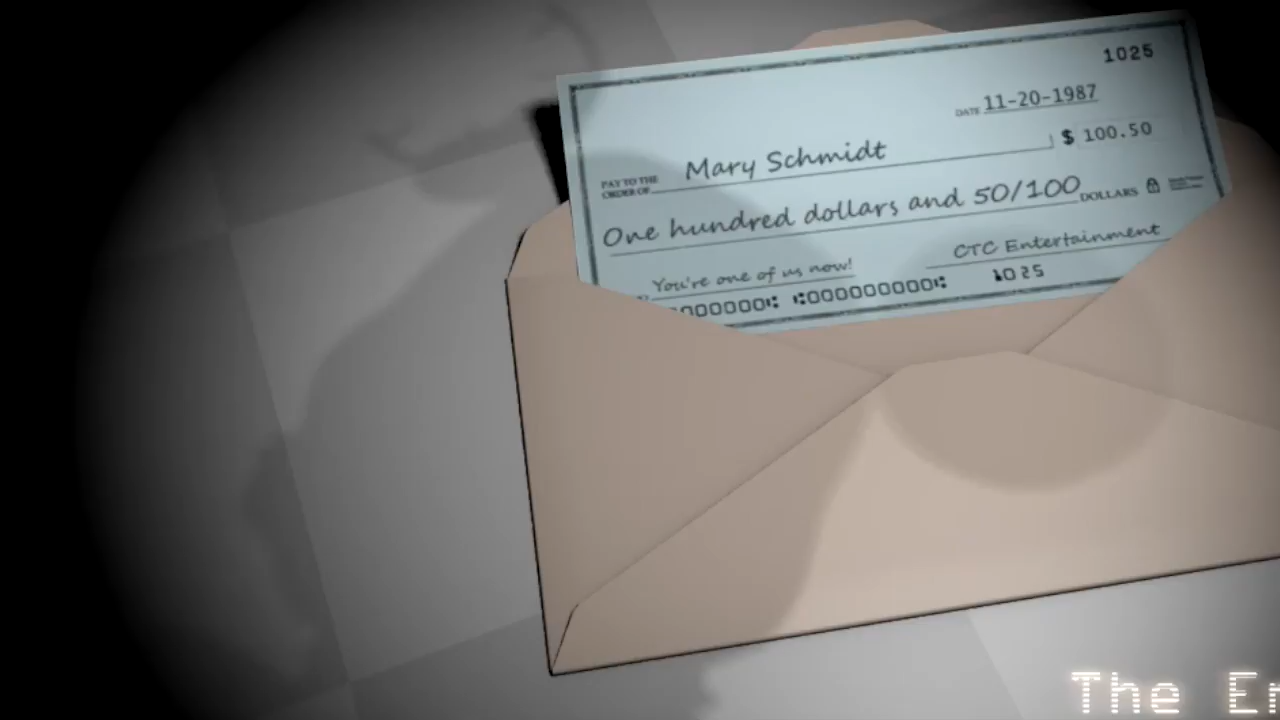 1025
DATE 11-20-1987
PAY TO THE
ORDER OF Mary Schmidt $ 100.50
One hundred dollars and 50/100 DOLLARS
CTC Entertainment
You're one of us now!
1025
The